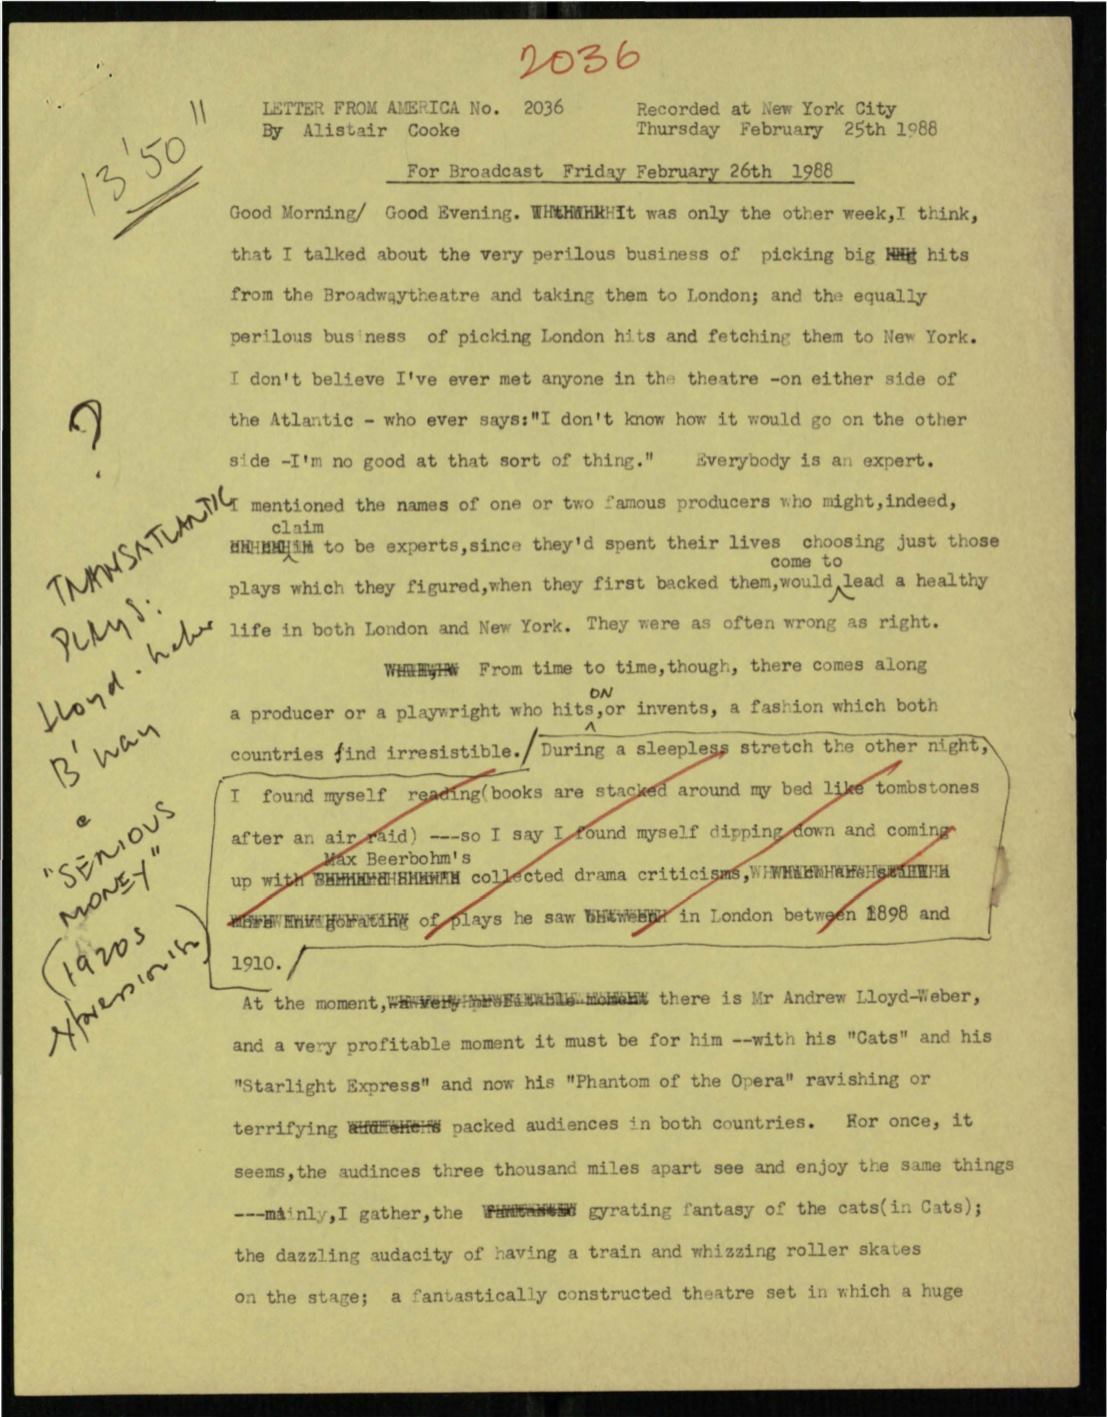 2036
LETTER FROM AMERICA No. 2036 Recorded at New York City
By Alistair Cooke Thursday February 25th 1988
For Broadcast Friday February 26th 1988
13'50"
Good Morning/ Good Evening. It was only the other week,I think,
that I talked about the very perilous business of picking big hits
from the Broadwqytheatre and taking them to London; and the equally
perilous business of picking London hits and fetching them to New York.
I don't believe I've ever met anyone in the theatre -on either side of
the Atlantic - who ever says:"I don't know how it would go on the other
side -I'm no good at that sort of thing." Everybody is an expert.
I mentioned the names of one or two famous producers who might,indeed,
claim
to be experts,since they'd spent their lives choosing just those
come to
plays which they figured,when they first backed them,would lead a healthy
life in both London and New York. They were as often wrong as right.
From time to time,though, there comes along
ON
a producer or a playwright who hits,or invents, a fashion which both
countries find irresistible./ During a sleepless stretch the other night,
I found myself reading(books are stacked around my bed like tombstones
after an air raid) ---so I say I found myself dipping down and coming
Max Beerbohm's
up with collected drama criticisms,
of plays he saw in London between 1898 and
1910. /
At the moment, there is Mr Andrew Lloyd-Weber,
and a very profitable moment it must be for him --with his "Cats" and his
"Starlight Express" and now his "Phantom of the Opera" ravishing or
terrifying packed audiences in both countries. For once, it
seems,the audinces three thousand miles apart see and enjoy the same things
---mainly,I gather,the gyrating fantasy of the cats(in Cats);
the dazzling audacity of having a train and whizzing roller skates
on the stage; a fantastically constructed theatre set in which a huge
?
TRANSATLANTIC
PLAYS:
Lloyd-Weber
B'way
"SERIOUS
MONEY"
(1920s
expressionism)